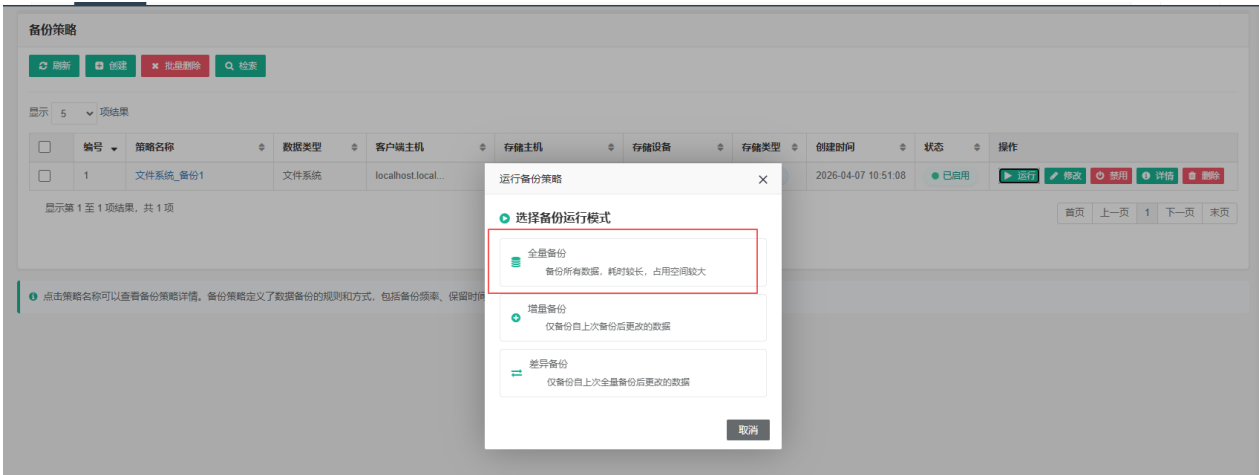 备份策略
刷新 创建 批量删除 检索
显示 5 项结果
编号 策略名称 数据类型 客户端主机 存储主机 存储设备 存储类型 创建时间 状态 操作
1 文件系统_备份1 文件系统 localhost.local... 2026-04-07 10:51:08 已启用 运行 修改 禁用 详情 删除
显示第 1 至 1 项结果，共 1 项
首页 上一页 1 下一页 末页
点击策略名称可以查看备份策略详情。备份策略定义了数据备份的规则和方式，包括备份频率、保留时间
运行备份策略
选择备份运行模式
全量备份
备份所有数据，耗时较长，占用空间较大
增量备份
仅备份自上次备份后更改的数据
差异备份
仅备份自上次全量备份后更改的数据
取消